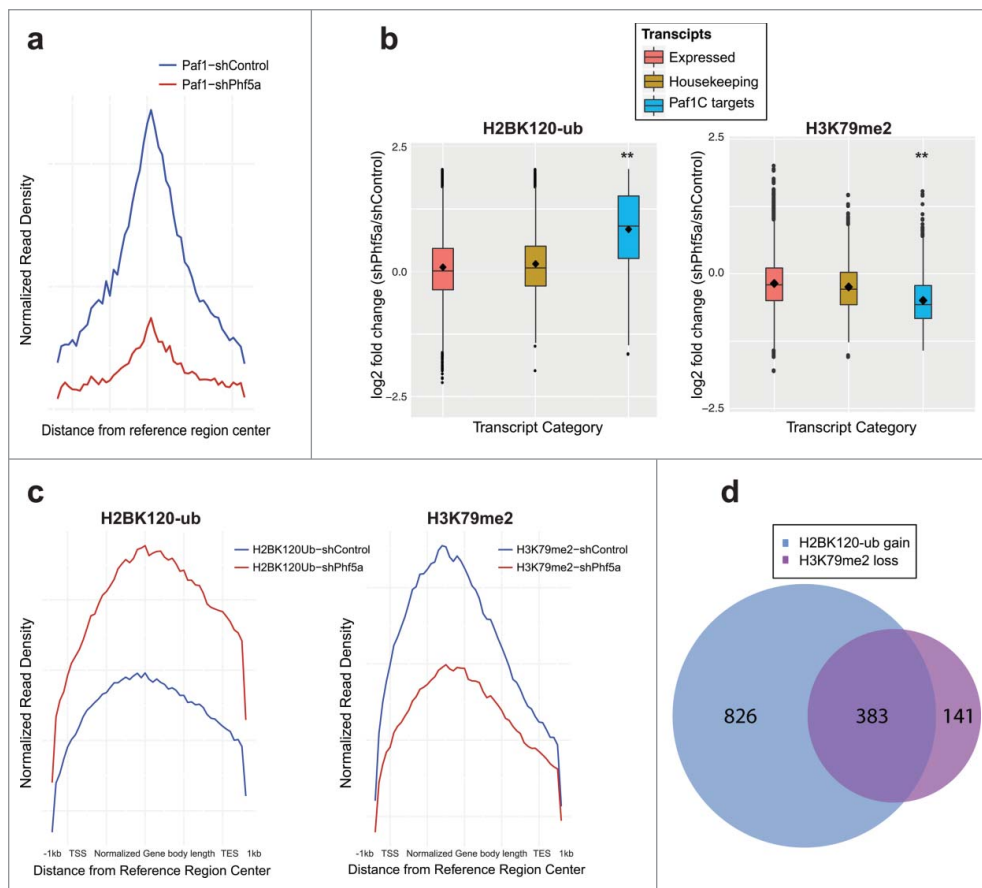 a
Paf1-shControl
Paf1-shPhf5a
Normalized Read Density
Distance from reference region center
b
Transcipts
Expressed
Housekeeping
Paf1C targets
H2BK120-ub
2.5
0.0
-2.5
**
log2 fold change (shPhf5a/shControl)
Transcript Category
H3K79me2
2.5
0.0
-2.5
**
log2 fold change (shPhf5a/shControl)
Transcript Category
c
H2BK120-ub
H2BK120Ub-shControl
H2BK120Ub-shPhf5a
Normalized Read Density
-1kb TSS Normalized Gene body length TES 1kb
Distance from Reference Region Center
H3K79me2
H3K79me2-shControl
H3K79me2-shPhf5a
Normalized Read Density
-1kb TSS Normalized Gene body length TES 1kb
Distance from Reference Region Center
d
H2BK120-ub gain
H3K79me2 loss
826 383 141